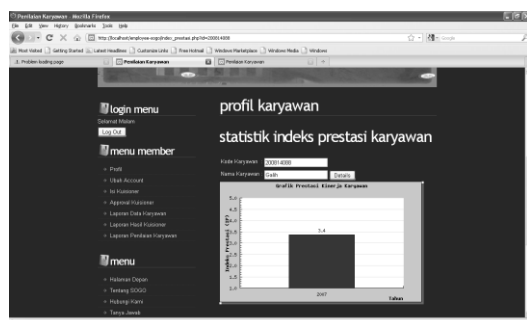 Penilaian Karyawan - Mozilla Firefox
File Edit View History Bookmarks Tools Help
Most Visited Getting Started Latest Headlines Customize Links Free Hotmail Windows Marketplace Windows Media Windows
Problem loading page Penilaian Karyawan Penilaian Karyawan
login menu
Selamat Malam
Log Out
menu member
Profil
Ubah Account
Isi Kuisioner
Approval Kuisioner
Laporan Data Karyawan
Laporan Hasil Kuisioner
Laporan Penilaian Karyawan
menu
Halaman Depan
Tentang SOGO
Hubungi Kami
Tanya Jawab
profil karyawan
statistik indeks prestasi karyawan
Kode Karyawan : 200814088
Nama Karyawan : Galih Details
Grafik Prestasi Kinerja Karyawan
Indeks Prestasi (IP)
5.0
4.5
4.0
3.5
3.0
2.5
2.0
1.5
1.0
3.4
2007
Tahun